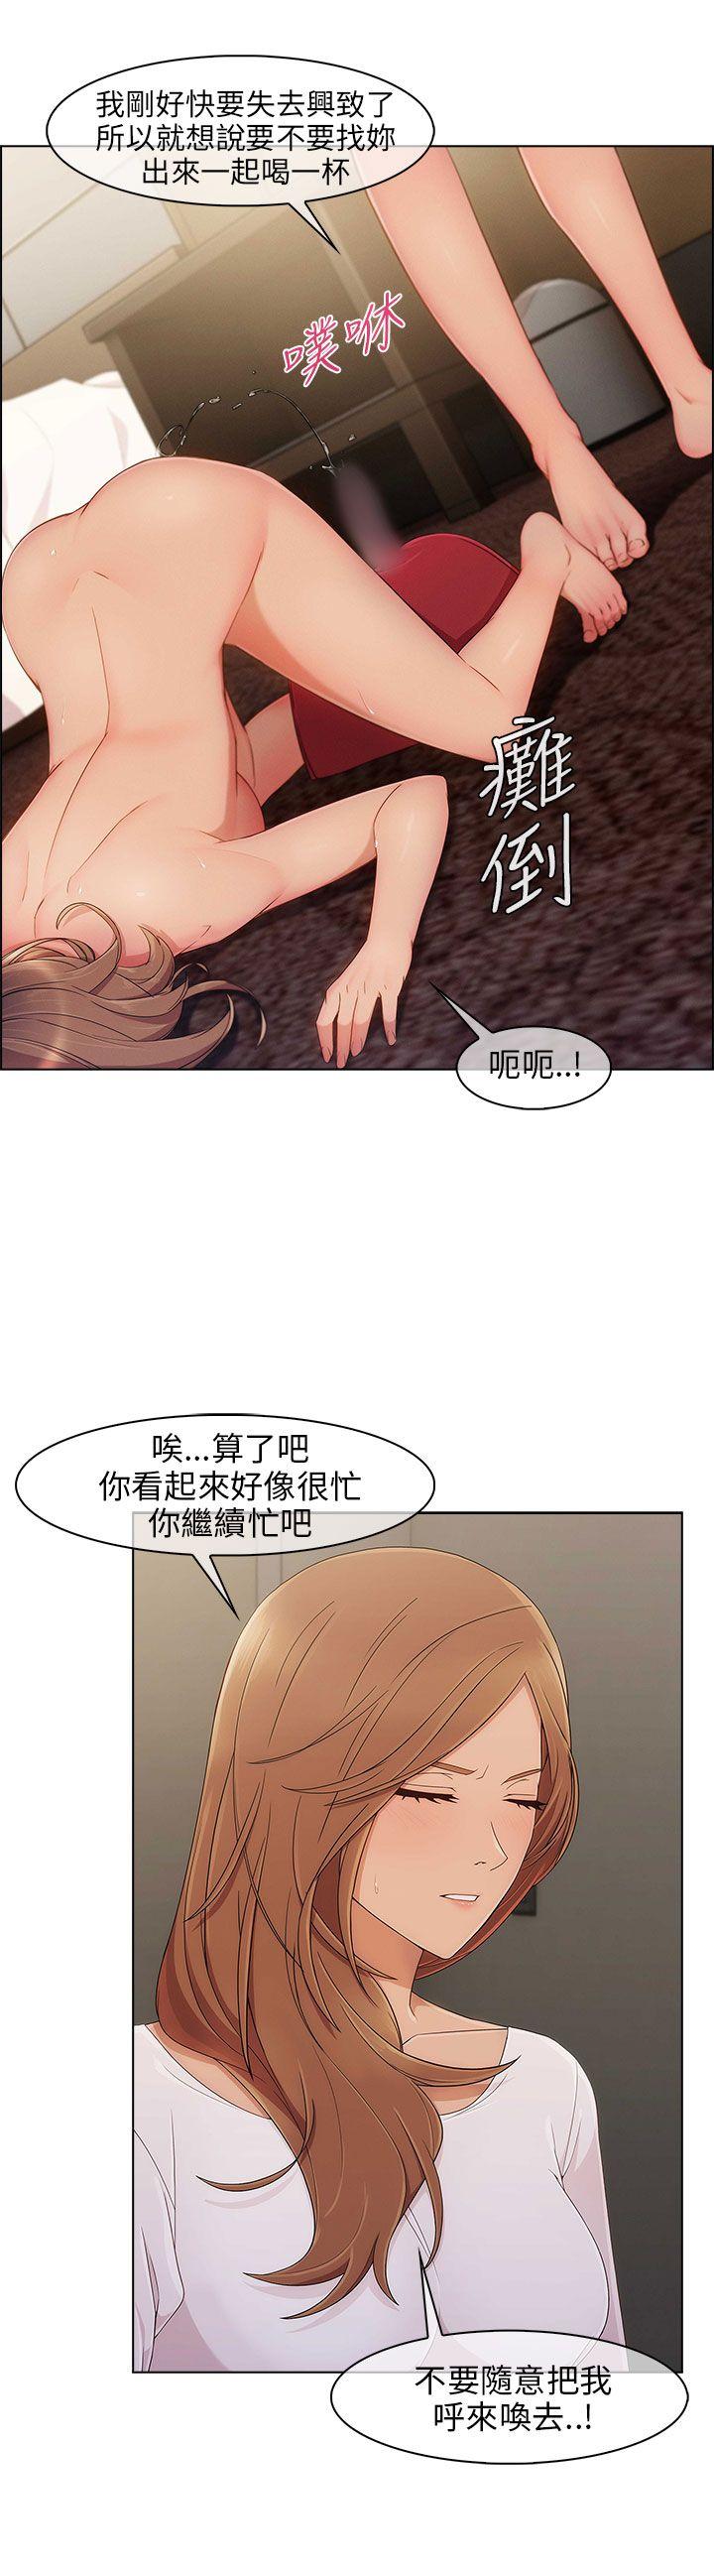 我剛好快要失去興致了
所以就想說要不要找妳
出來一起喝一杯
噗咻
癱倒
呃呃..!
唉...算了吧
你看起來好像很忙
你繼續忙吧
不要隨意把我
呼來喚去..!